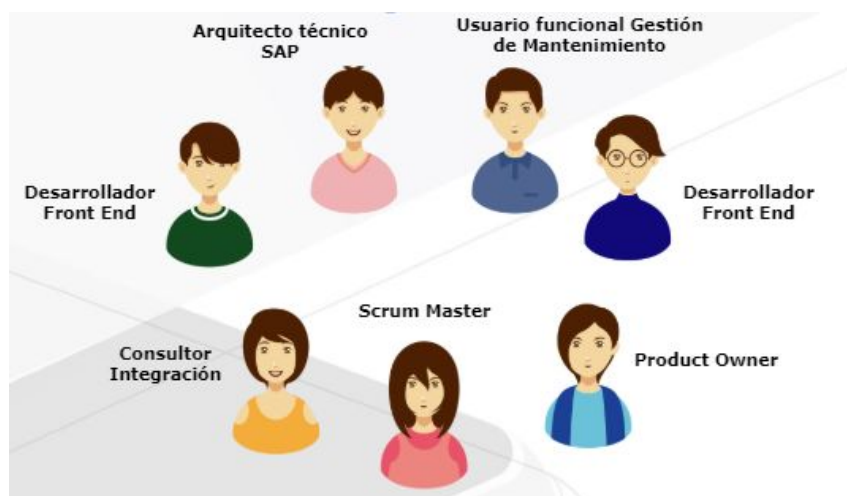 Arquitecto técnico
SAP
Usuario funcional Gestión
de Mantenimiento
Desarrollador
Front End
Desarrollador
Front End
Scrum Master
Consultor
Integración
Product Owner